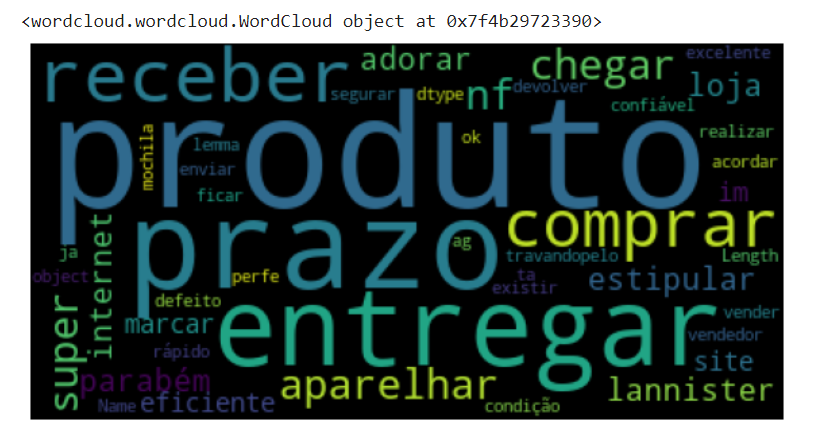 <wordcloud.wordcloud.WordCloud object at 0x7f4b29723390>
receber
adorar
chegar
excelente
segurar
dtype
nf
devolver
confiável
loja
produto
mochila
lemma
enviar
ficar
ok
realizar
acordar
im
prazo
comprar
ja
internet
object
perfe
ag
travandopelo
Length
ta
existir
estipular
defeito
super
marcar
entregar
vender
vendedor
rápido
site
parabém
aparelhar
lannister
Name
eficiente
condição